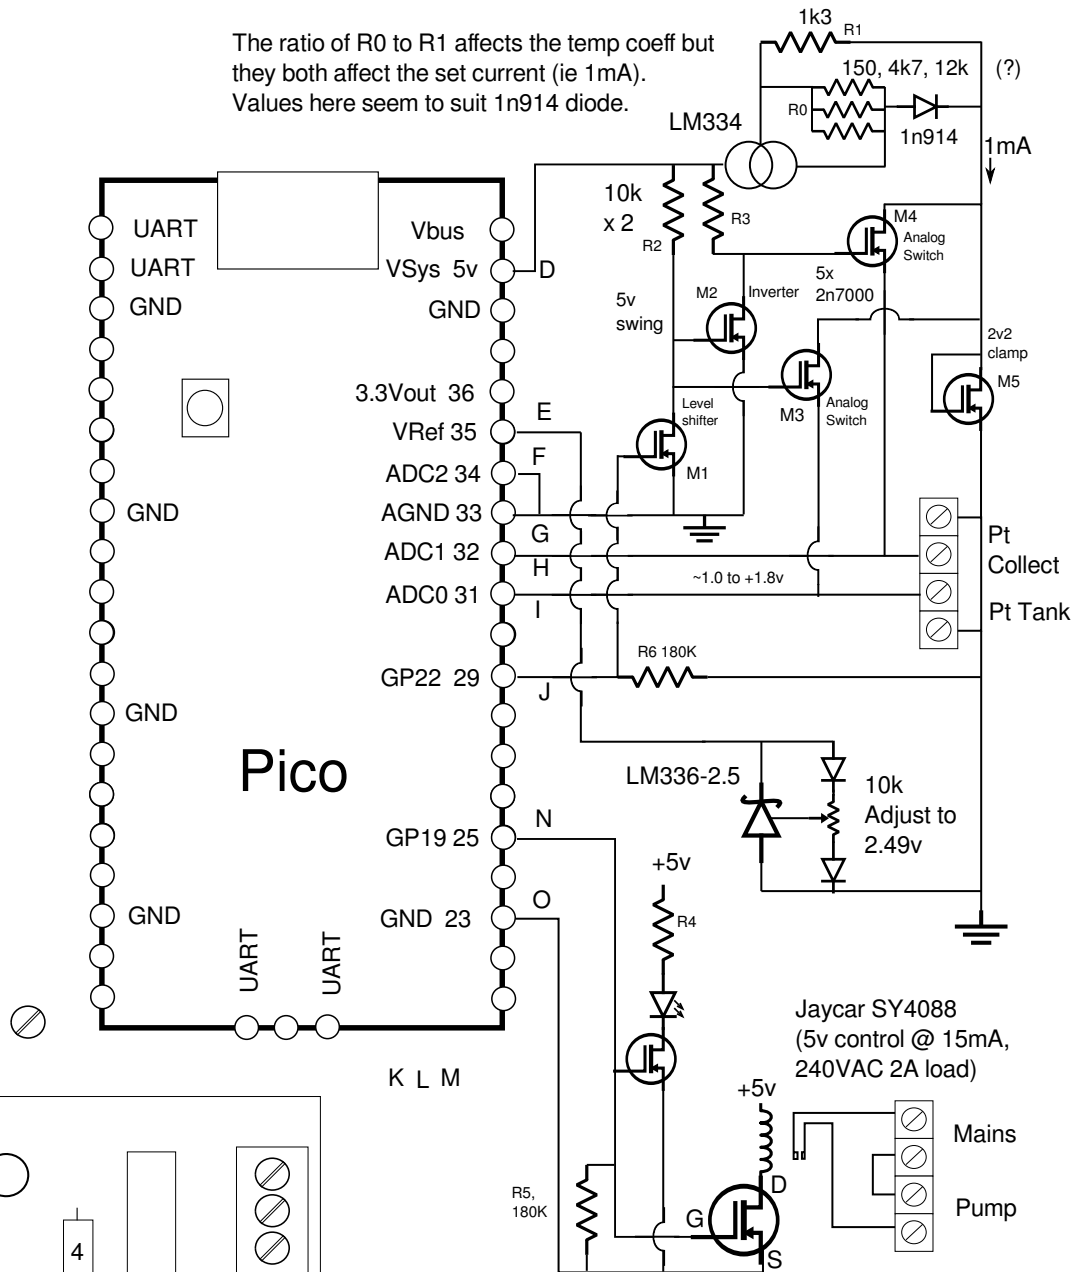 The ratio of R0 to R1 affects the temp coeff but
they both affect the set current (ie 1mA).
Values here seem to suit 1n914 diode.
1k3
R1
150, 4k7, 12k
(?)
R0
1n914
LM334
1mA
10k
x 2
R2
R3
M4
Analog
Switch
5x
2n7000
UART
Vbus
UART
VSys 5v
D
GND
GND
M2
Inverter
5v
swing
2v2
clamp
M5
3.3Vout 36
E
VRef 35
Level
shifter
M3
Analog
Switch
F
ADC2 34
M1
GND
AGND 33
G
ADC1 32
H
Pt
Collect
~1.0 to +1.8v
ADC0 31
I
Pt Tank
R6 180K
GP22 29
J
GND
Pico
LM336-2.5
10k
Adjust to
2.49v
N
GP19 25
+5v
O
GND
GND 23
R4
UART
UART
Jaycar SY4088
(5v control @ 15mA,
240VAC 2A load)
K L M
+5v
Mains
R5,
180K
D
G
S
Pump
4